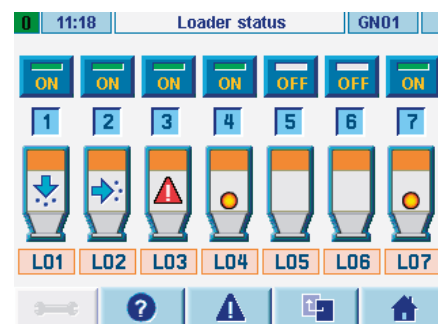 0 11:18 Loader status GN01
ON ON ON ON OFF OFF ON
1 2 3 4 5 6 7
L01 L02 L03 L04 L05 L06 L07
?